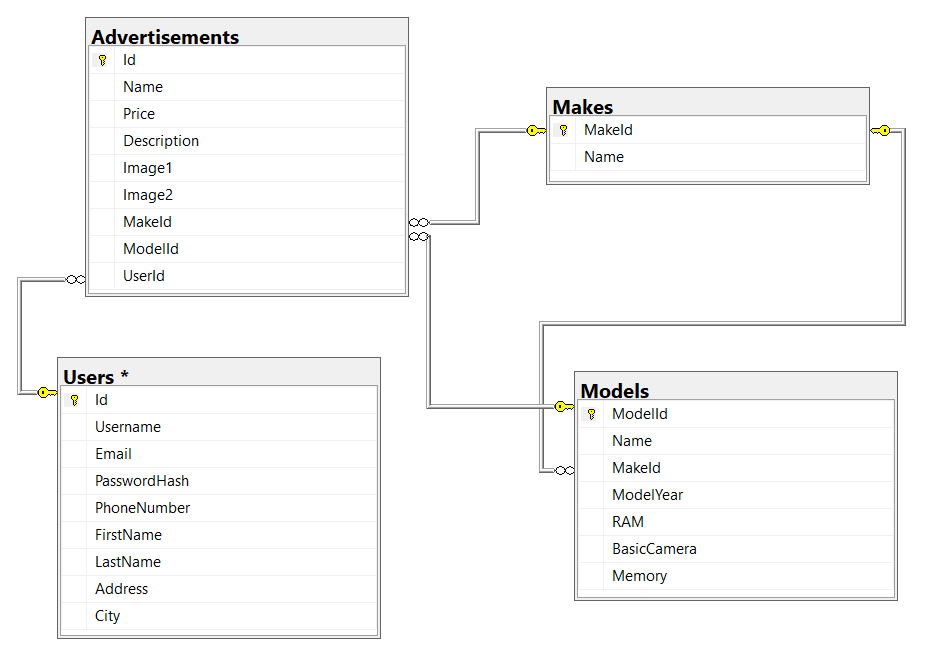 Advertisements
Id
Name
Price
Description
Image1
Image2
MakeId
ModelId
UserId
Makes
MakeId
Name
Users *
Id
Username
Email
PasswordHash
PhoneNumber
FirstName
LastName
Address
City
Models
ModelId
Name
MakeId
ModelYear
RAM
BasicCamera
Memory